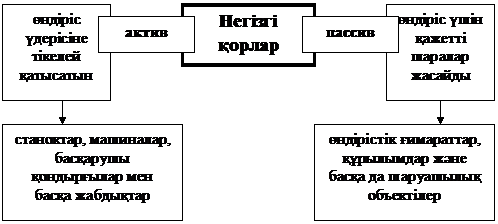 Негізгі
қорлар
актив
пассив
өндіріс
үдерісіне
тікелей
қатысатын
өндіріс үшін
қажетті
шаралар
жасайды
станоктар, машиналар,
басқарушы
қондырғылар мен
басқа жабдықтар
өндірістік ғимараттар,
құрылымдар және
басқа да шаруашылық
объектілер